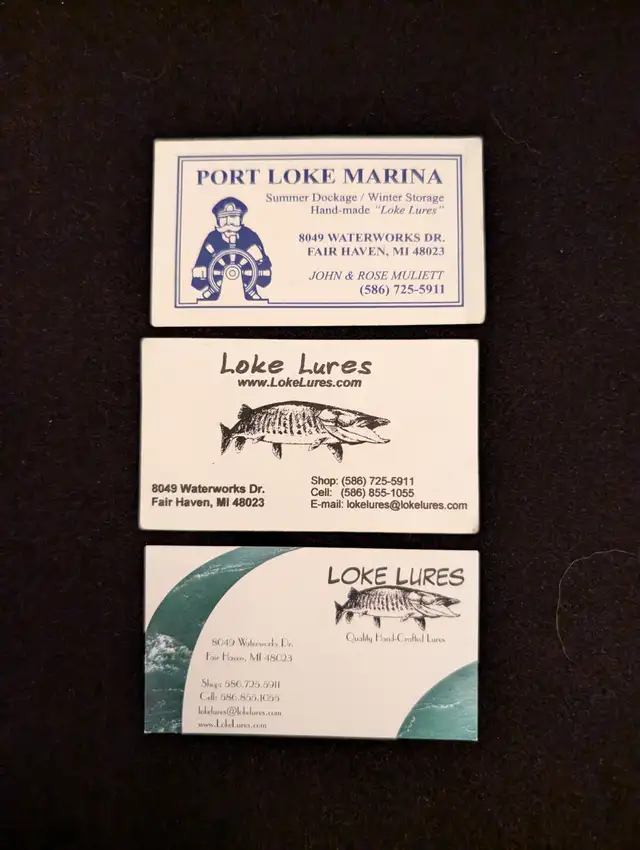 PORT LOKE MARINA
Summer Dockage / Winter Storage
Hand-made "Loke Lures"
8049 WATERWORKS DR.
FAIR HAVEN, MI 48023
JOHN & ROSE MULIETT
(586) 725-5911
Loke Lures
www.LokeLures.com
8049 Waterworks Dr.
Fair Haven, MI 48023
Shop: (586) 725-5911
Cell: (586) 855-1055
E-mail: lokelures@lokelures.com
LOKE LURES
Quality Hand-Crafted Lures
8049 Waterworks Dr.
Fair Haven, MI 48023
Shop: 586.725.5911
Cell: 586.855.1055
lokelures@lokelures.com
www.LokeLures.com